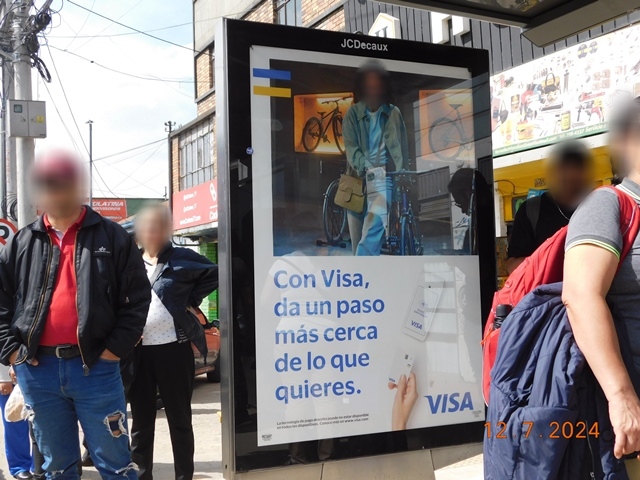 JCDecaux
Con Visa,
da un paso
más cerca
de lo que
quieres.
VISA
VISA
12 7 2024